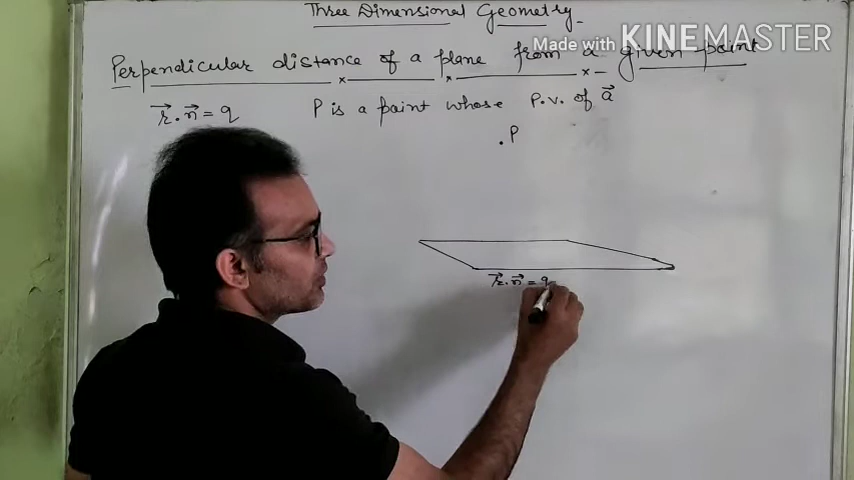 Three Dimensional Geometry
Made with KINEMASTER
Perpendicular distance of a plane from a given point
r⃗.n⃗ = q P is a point whose P.V. of a⃗
.P
r⃗.n⃗ = q